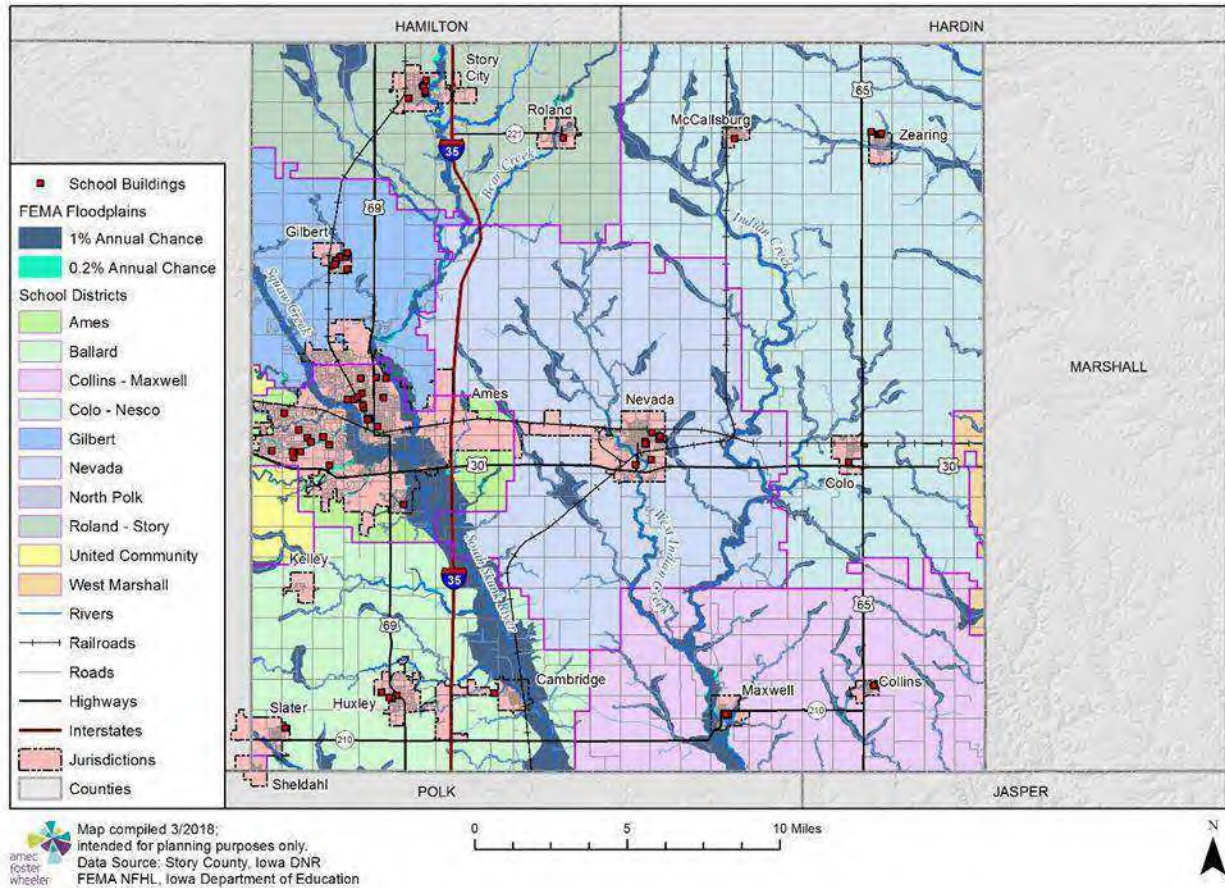 HAMILTON
HARDIN
Story
City
65
Roland
McCallsburg
Zearing
221
35
Bear Creek
69
Gilbert
Indian Creek
Squaw Creek
MARSHALL
Ames
Nevada
30
30
Colo
Kelley
35
South Skunk River
West Indian
Creek
65
69
Cambridge
Maxwell
Collins
Slater
Huxley
210
210
Sheldahl
POLK
JASPER
School Buildings
FEMA Floodplains
1% Annual Chance
0.2% Annual Chance
School Districts
Ames
Ballard
Collins - Maxwell
Colo - Nesco
Gilbert
Nevada
North Polk
Roland - Story
United Community
West Marshall
Rivers
Railroads
Roads
Highways
Interstates
Jurisdictions
Counties
amec
foster
wheeler
Map compiled 3/2018;
intended for planning purposes only.
Data Source: Story County, Iowa DNR
FEMA NFHL, Iowa Department of Education
0
5
10 Miles
N